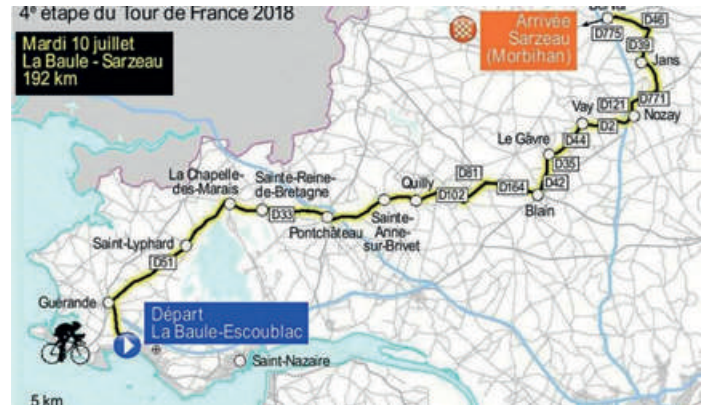 4e étape du Tour de France 2018
Mardi 10 juillet
La Baule - Sarzeau
192 km
Arrivée
Sarzeau
(Morbihan)
D775
D46
D39
Jans
D771
D121
Nozay
Vay
D2
D44
Le Gâvre
D35
D42
Blain
D164
D81
D102
Quilly
Sainte-
Anne-
sur-Brivet
Pontchâteau
D33
Sainte-Reine-
de-Bretagne
La Chapelle-
des-Marais
Saint-Lyphard
D51
Guérande
Départ
La Baule-Escoublac
Saint-Nazaire
5 km